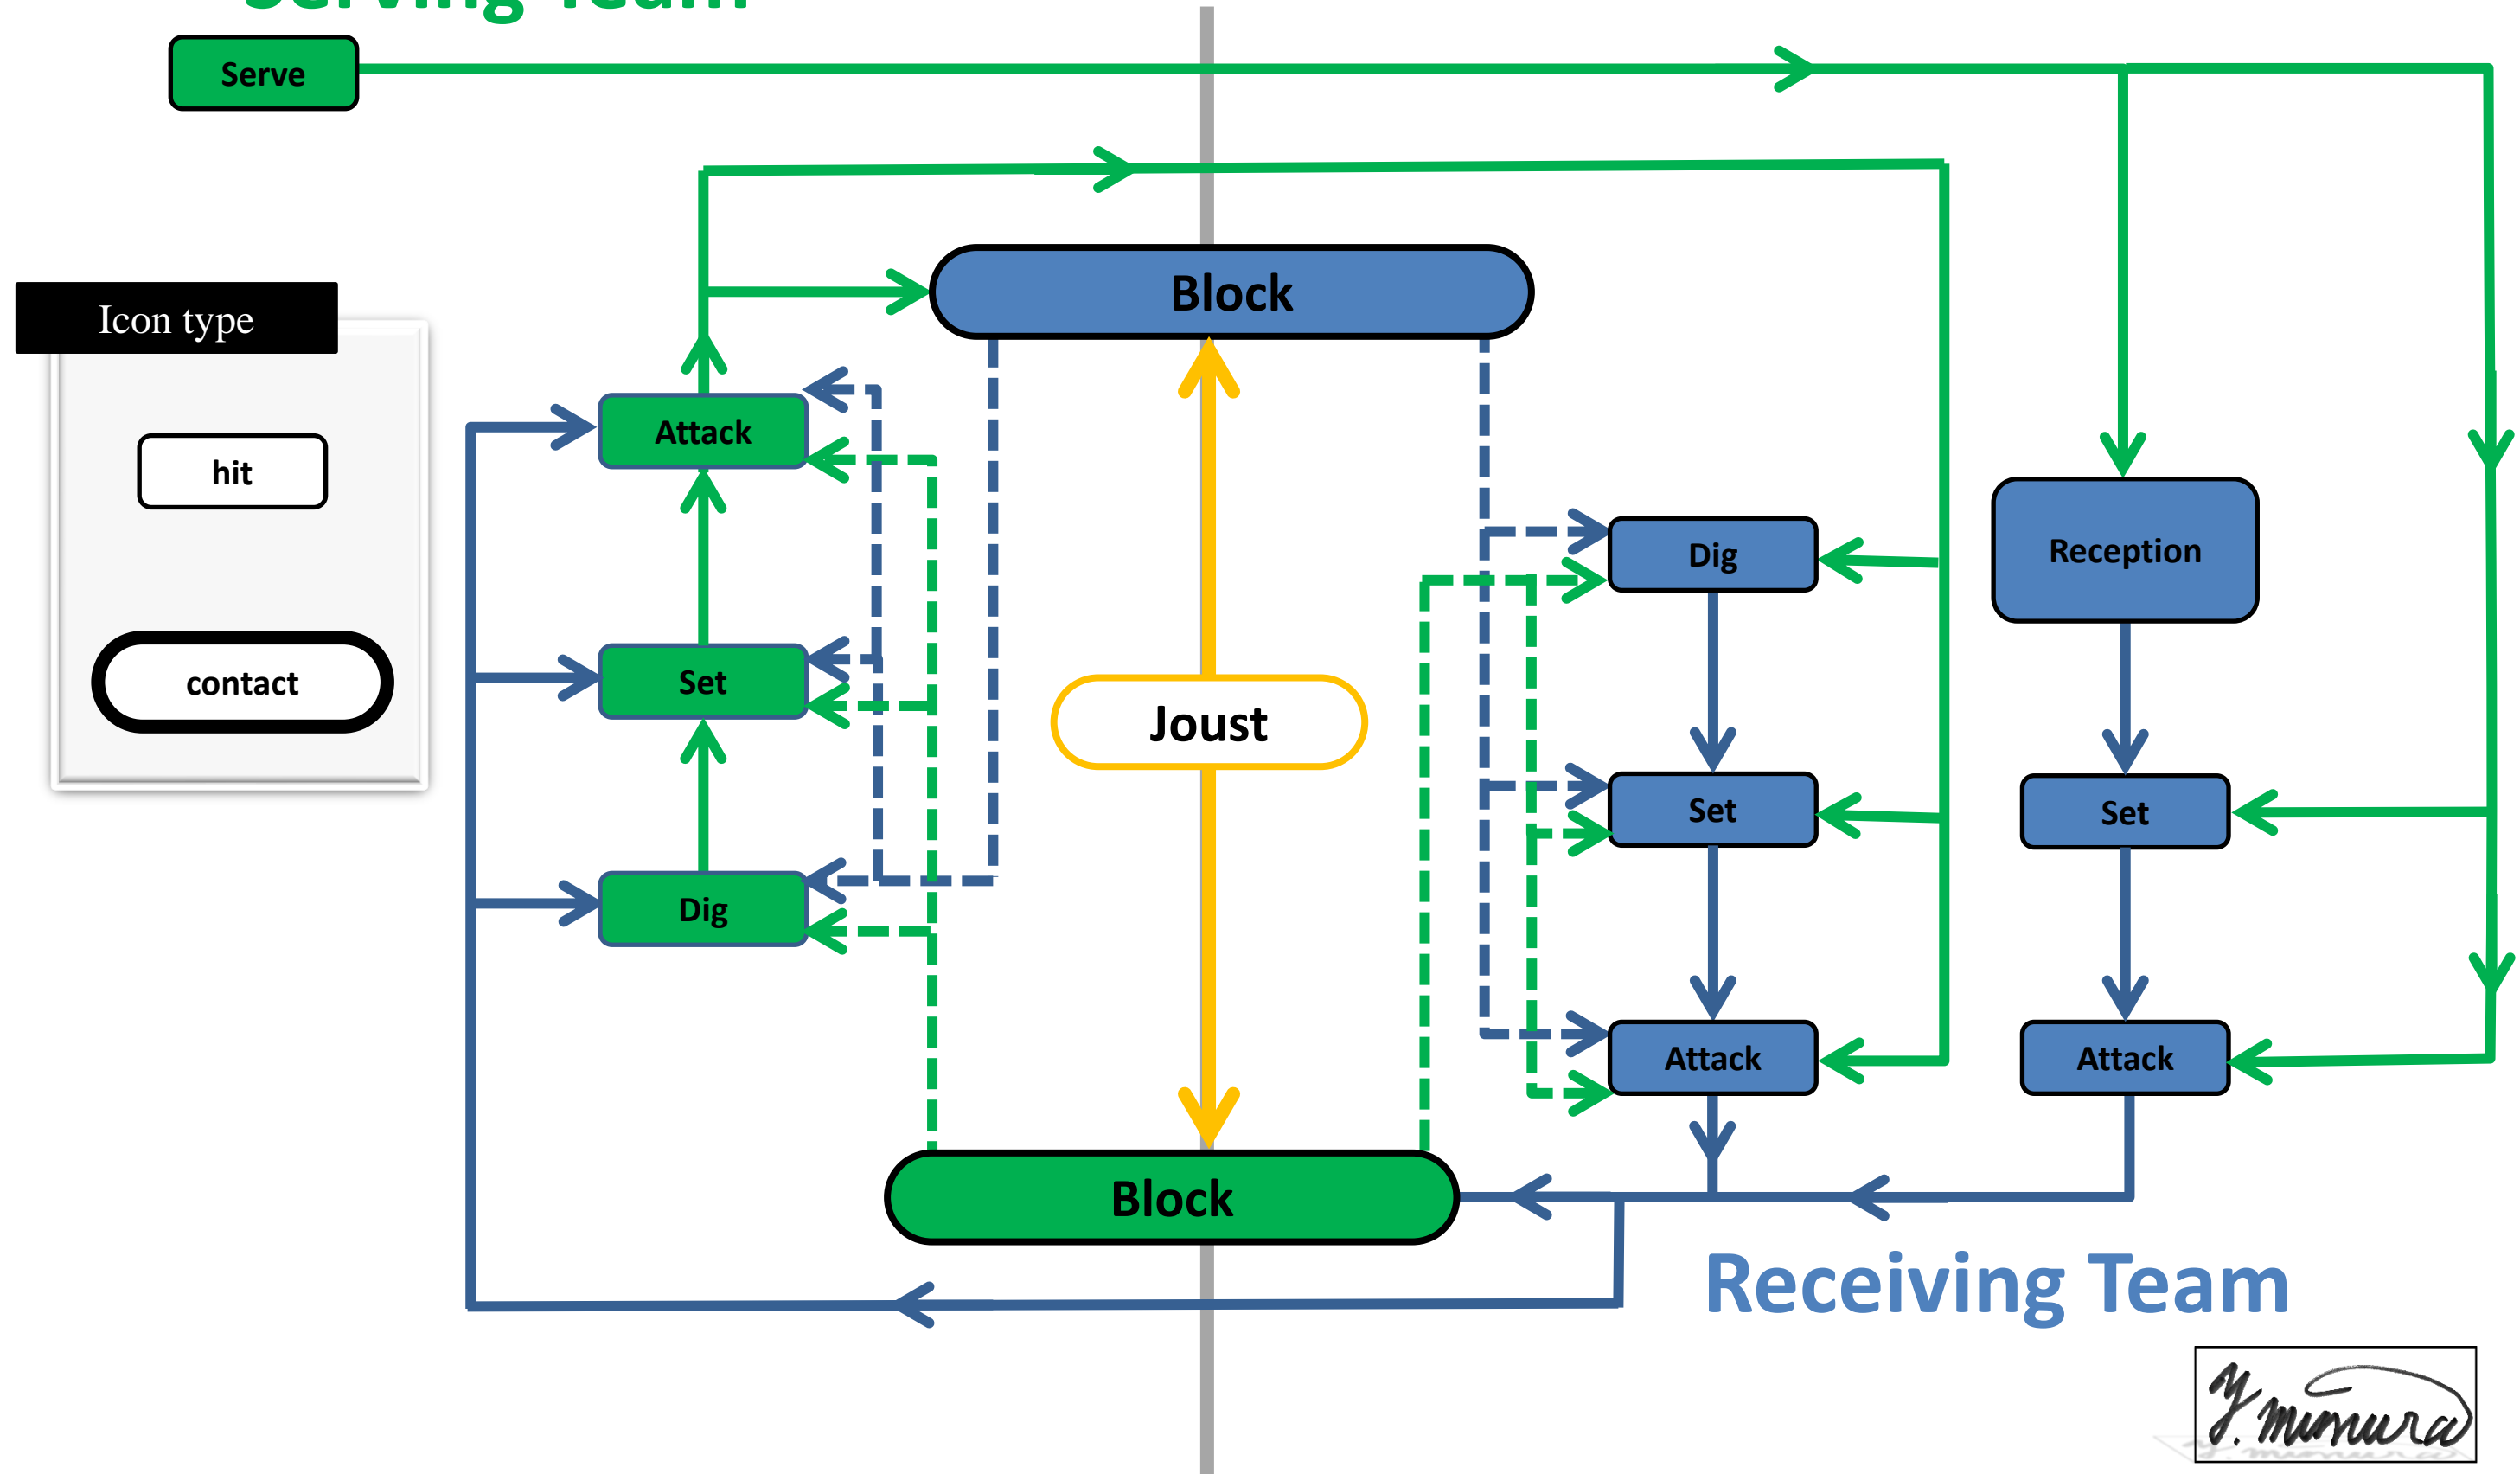 Serving Team
Serve
Block
Icon type
Attack
hit
Dig
Reception
Set
contact
Joust
Set
Set
Dig
Attack
Attack
Block
Receiving Team
Y. mimura